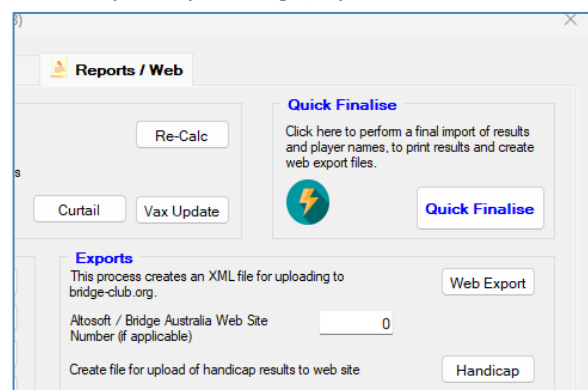 3)
Reports / Web
Quick Finalise
Re-Calc
Click here to perform a final import of results
and player names, to print results and create
web export files.
s
Curtail
Vax Update
Quick Finalise
Exports
This process creates an XML file for uploading to
bridge-club.org.
Web Export
Altosoft / Bridge Australia Web Site
Number (if applicable)
0
Create file for upload of handicap results to web site
Handicap